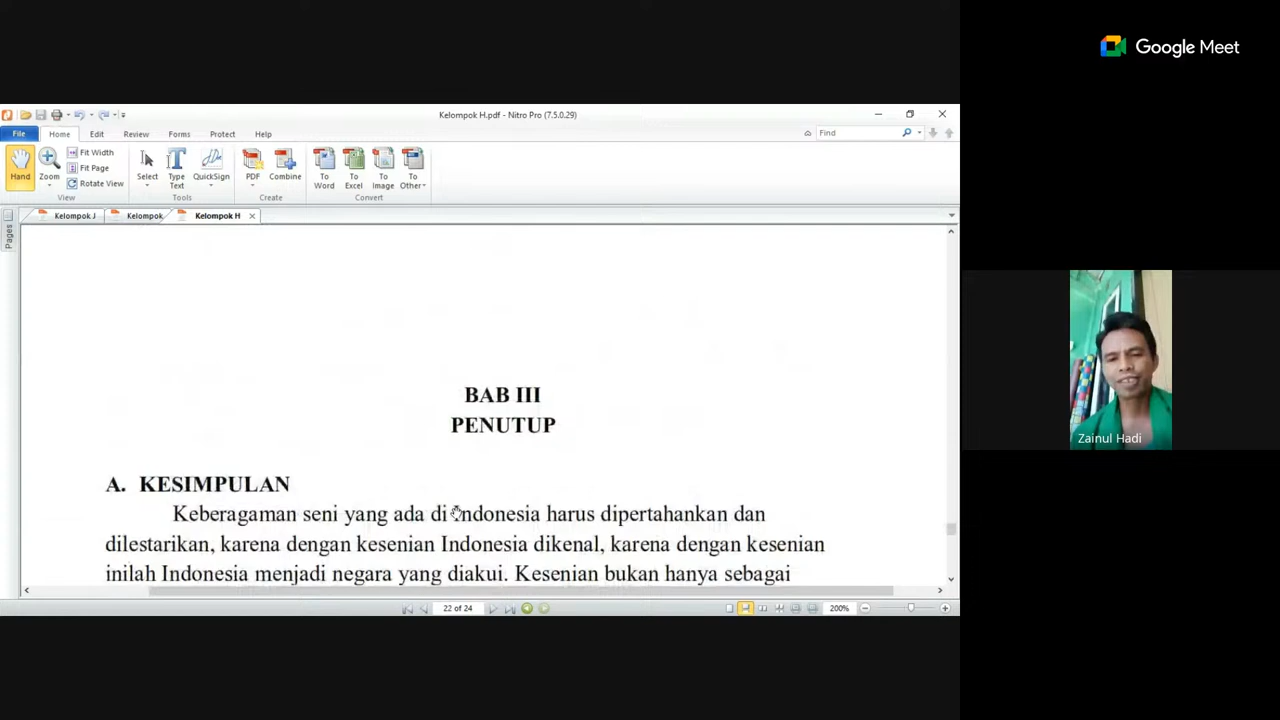 Google Meet
Kelompok H.pdf - Nitro Pro (7.5.0.29)
File Home Edit Review Forms Protect Help
Find
Hand
Zoom
Fit Width
Fit Page
Rotate View
View
Select
Type Text
QuickSign
Tools
PDF
Combine
Create
To Word
To Excel
To Image
To Other
Convert
Pages
Kelompok J Kelompok Kelompok H
BAB III
PENUTUP
A. KESIMPULAN
Keberagaman seni yang ada di Indonesia harus dipertahankan dan
dilestarikan, karena dengan kesenian Indonesia dikenal, karena dengan kesenian
inilah Indonesia menjadi negara yang diakui. Kesenian bukan hanya sebagai
22 of 24
200%
Zainul Hadi